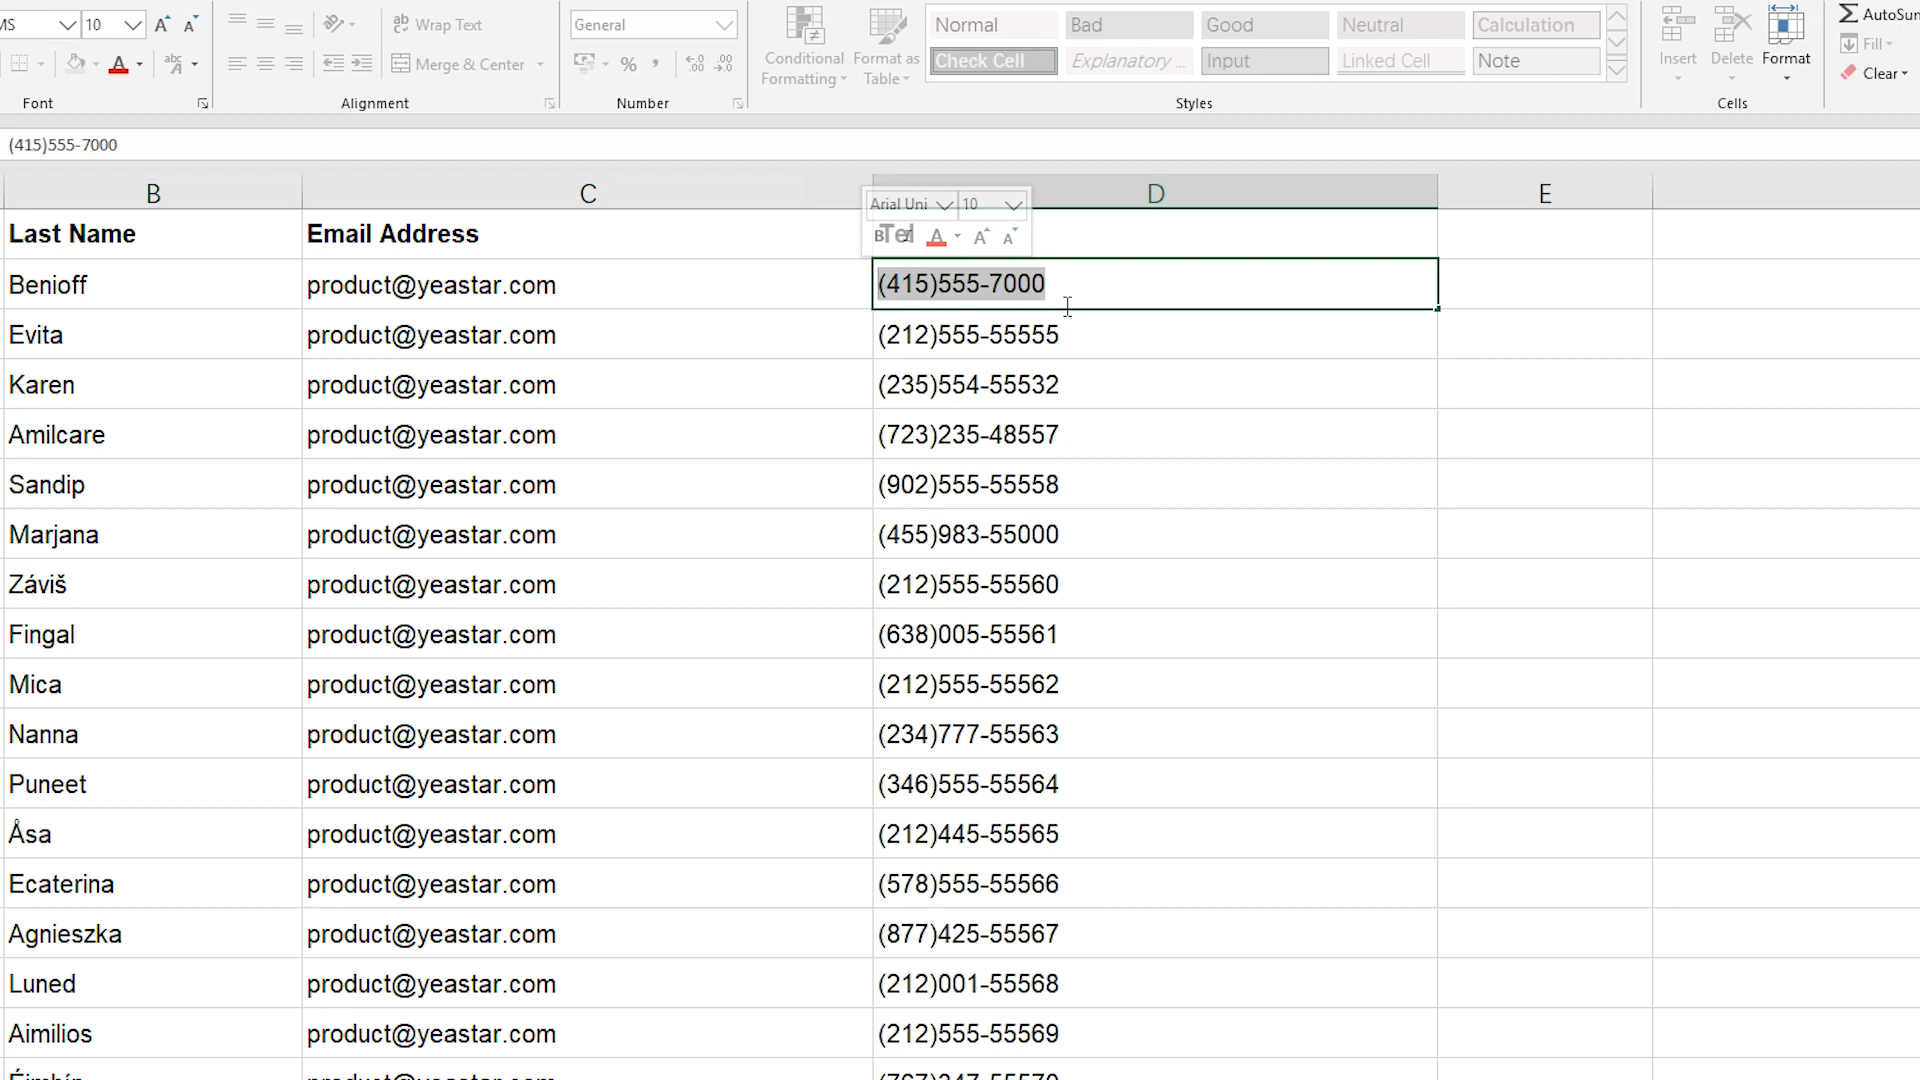 MS 10 A A Wrap Text General Normal Bad Good Neutral Calculation AutoSum
Conditional Formatting Format as Table Insert Delete Format Fill
A abc Merge & Center % , .00 Check Cell Explanatory ... Input Linked Cell Note Clear
Font Alignment Number Styles Cells
(415)555-7000
B C D E
Arial Uni 10
Last Name Email Address Tel
B A A A
Benioff product@yeastar.com (415)555-7000
Evita product@yeastar.com (212)555-55555
Karen product@yeastar.com (235)554-55532
Amilcare product@yeastar.com (723)235-48557
Sandip product@yeastar.com (902)555-55558
Marjana product@yeastar.com (455)983-55000
Záviš product@yeastar.com (212)555-55560
Fingal product@yeastar.com (638)005-55561
Mica product@yeastar.com (212)555-55562
Nanna product@yeastar.com (234)777-55563
Puneet product@yeastar.com (346)555-55564
Åsa product@yeastar.com (212)445-55565
Ecaterina product@yeastar.com (578)555-55566
Agnieszka product@yeastar.com (877)425-55567
Luned product@yeastar.com (212)001-55568
Aimilios product@yeastar.com (212)555-55569